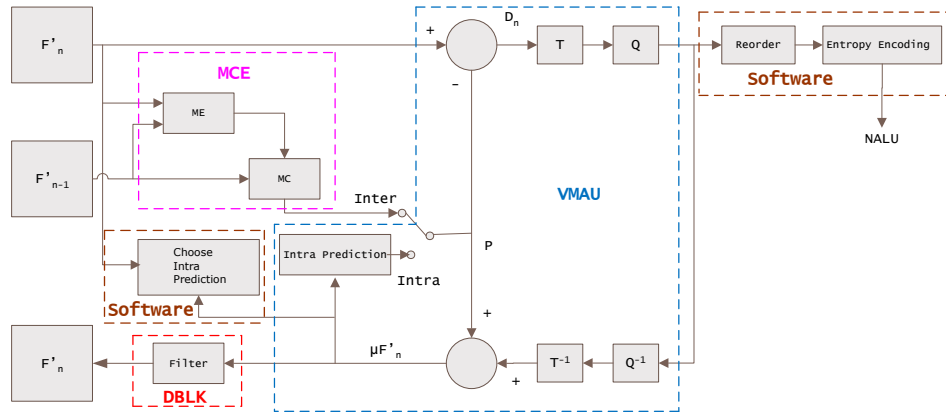 F'n
+
Dn
T
Q
Reorder
Entropy Encoding
Software
MCE
–
ME
NALU
F'n-1
MC
Inter
VMAU
P
Choose
Intra
Prediction
Intra Prediction
Intra
Software
+
F'n
Filter
μF'n
+
T-1
Q-1
DBLK